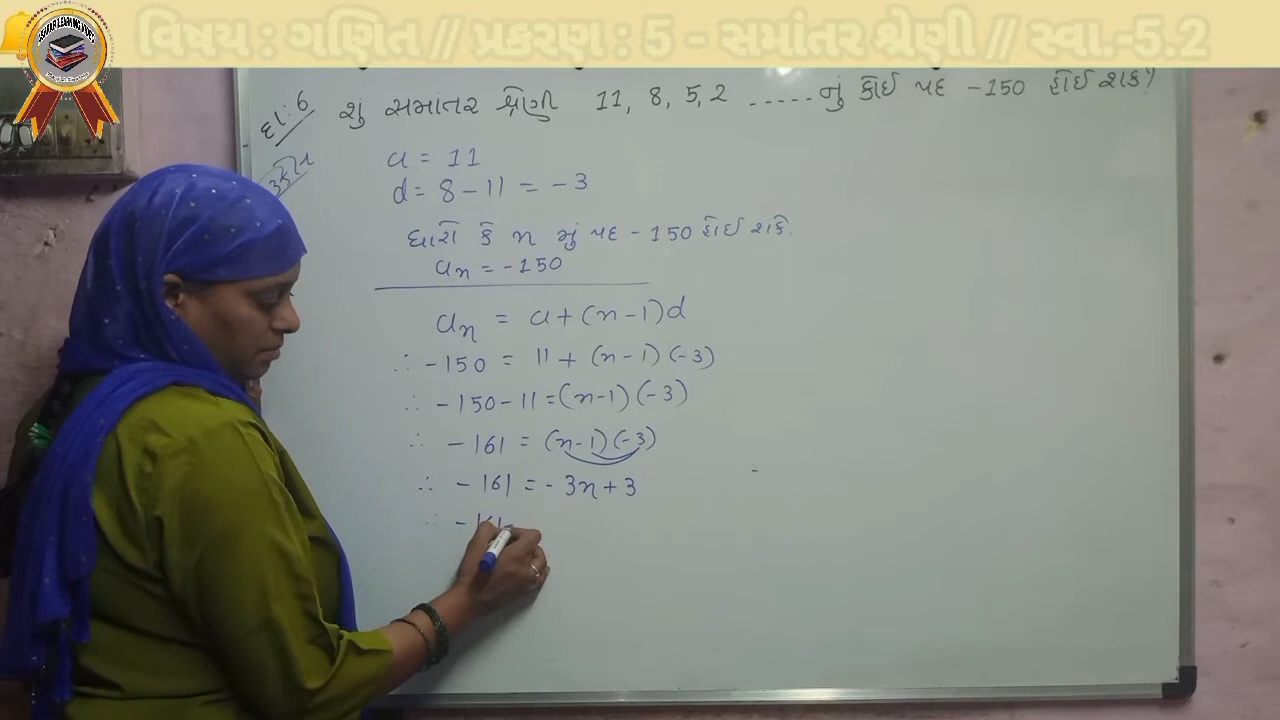 વિષય : ગણિત // પ્રકરણ : 5 - સમાંતર શ્રેણી // સ્વા.-5.2
દા:6 શુ સમાંતર શ્રેણી 11, 8, 5, 2 ..... નું કોઈ પદ -150 હોઈ શકે?
ઉકેલ
a = 11
d = 8 - 11 = -3
ધારો કે n મું પદ -150 હોઈ શકે.
aₙ = -150
aₙ = a + (n-1)d
∴ -150 = 11 + (n-1)(-3)
∴ -150 - 11 = (n-1)(-3)
∴ -161 = (n-1)(-3)
∴ -161 = -3n + 3
∴ -161